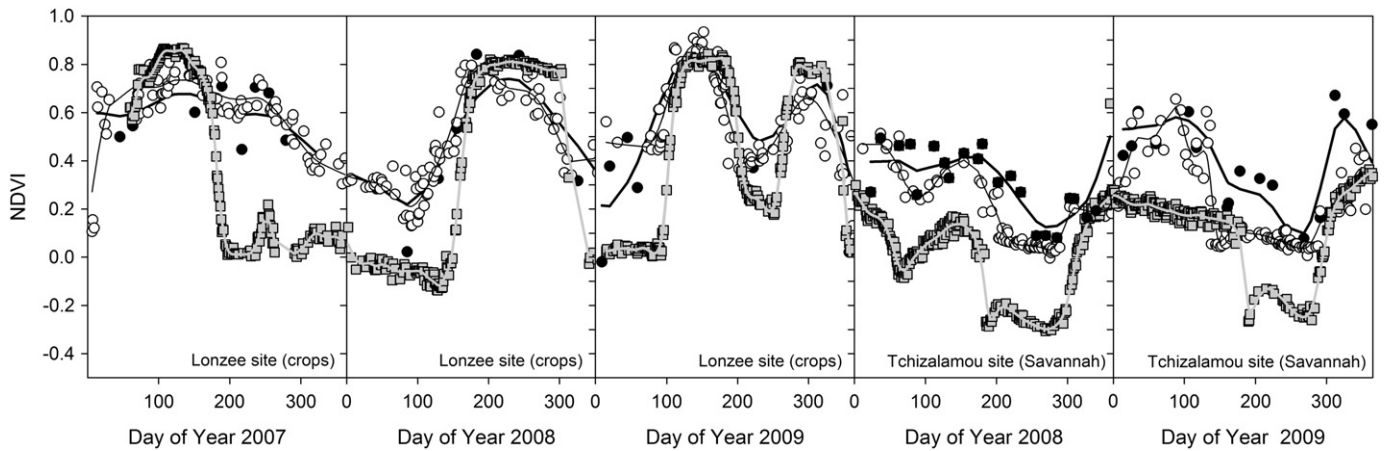 1.0
0.8
0.6
0.4
0.2
0.0
-0.2
-0.4
NDVI
Lonzee site (crops)
Lonzee site (crops)
Lonzee site (crops)
Tchizalamou site (Savannah)
Tchizalamou site (Savannah)
100 200 300 0 100 200 300 0 100 200 300 0 100 200 300 0 100 200 300
Day of Year 2007
Day of Year 2008
Day of Year 2009
Day of Year 2008
Day of Year 2009